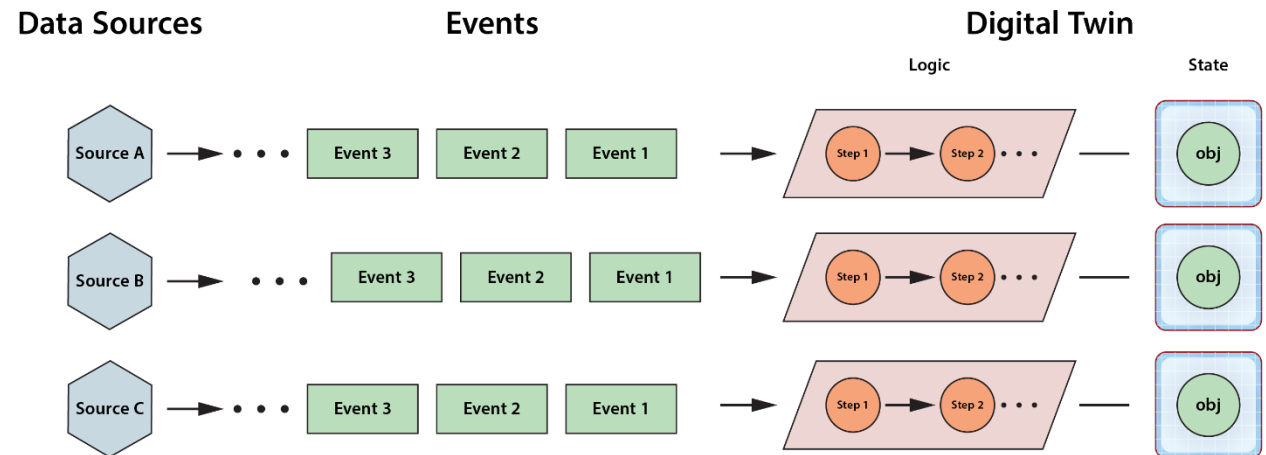 Data Sources Events Digital Twin
Logic State
Source A Event 3 Event 2 Event 1 Step 1 Step 2 obj
Source B Event 3 Event 2 Event 1 Step 1 Step 2 obj
Source C Event 3 Event 2 Event 1 Step 1 Step 2 obj